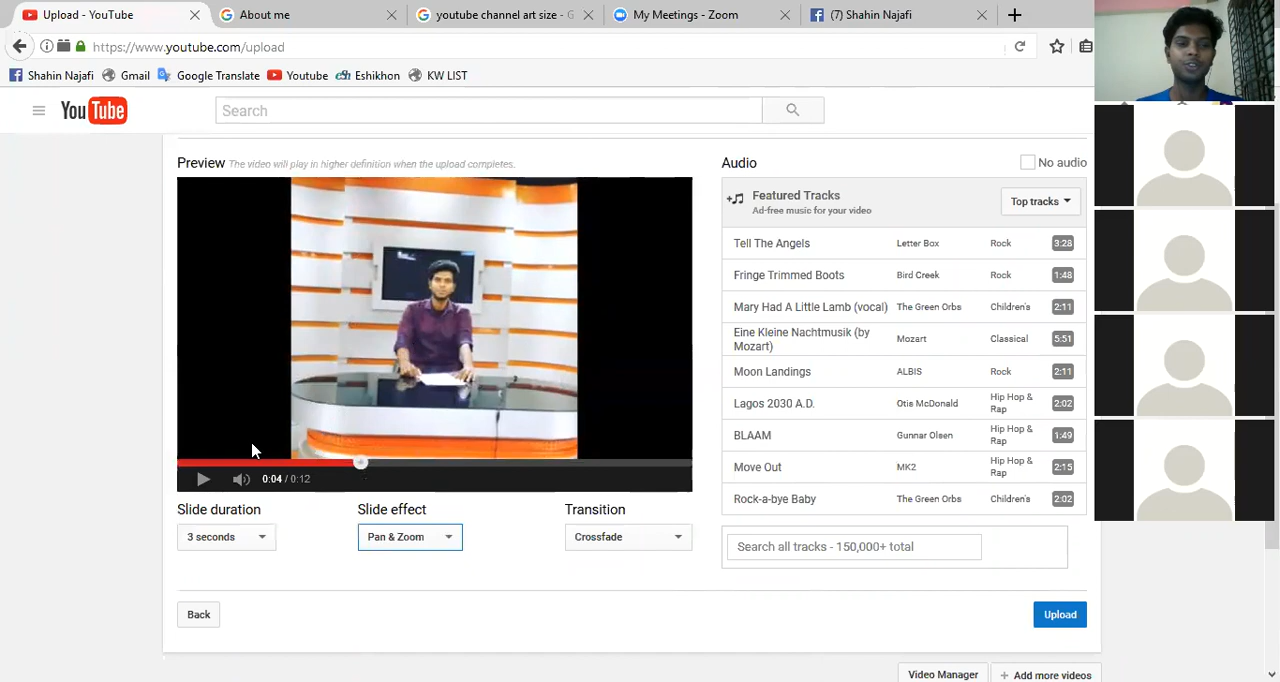 Upload - YouTube
About me
youtube channel art size - G
My Meetings - Zoom
(7) Shahin Najafi
https://www.youtube.com/upload
Shahin Najafi
Gmail
Google Translate
Youtube
Eshikhon
KW LIST
YouTube
Search
Preview The video will play in higher definition when the upload completes.
Audio
No audio
Featured Tracks
Ad-free music for your video
Top tracks
Tell The Angels Letter Box Rock 3:28
Fringe Trimmed Boots Bird Creek Rock 1:48
Mary Had A Little Lamb (vocal) The Green Orbs Children's 2:11
Eine Kleine Nachtmusik (by
Mozart) Mozart Classical 5:51
Moon Landings ALBIS Rock 2:11
Lagos 2030 A.D. Otis McDonald Hip Hop &
Rap 2:02
BLAAM Gunnar Olsen Hip Hop &
Rap 1:49
Move Out MK2 Hip Hop &
Rap 2:15
Rock-a-bye Baby The Green Orbs Children's 2:02
0:04 / 0:12
Slide duration
Slide effect
Transition
3 seconds
Pan & Zoom
Crossfade
Search all tracks - 150,000+ total
Back
Upload
Video Manager
+ Add more videos